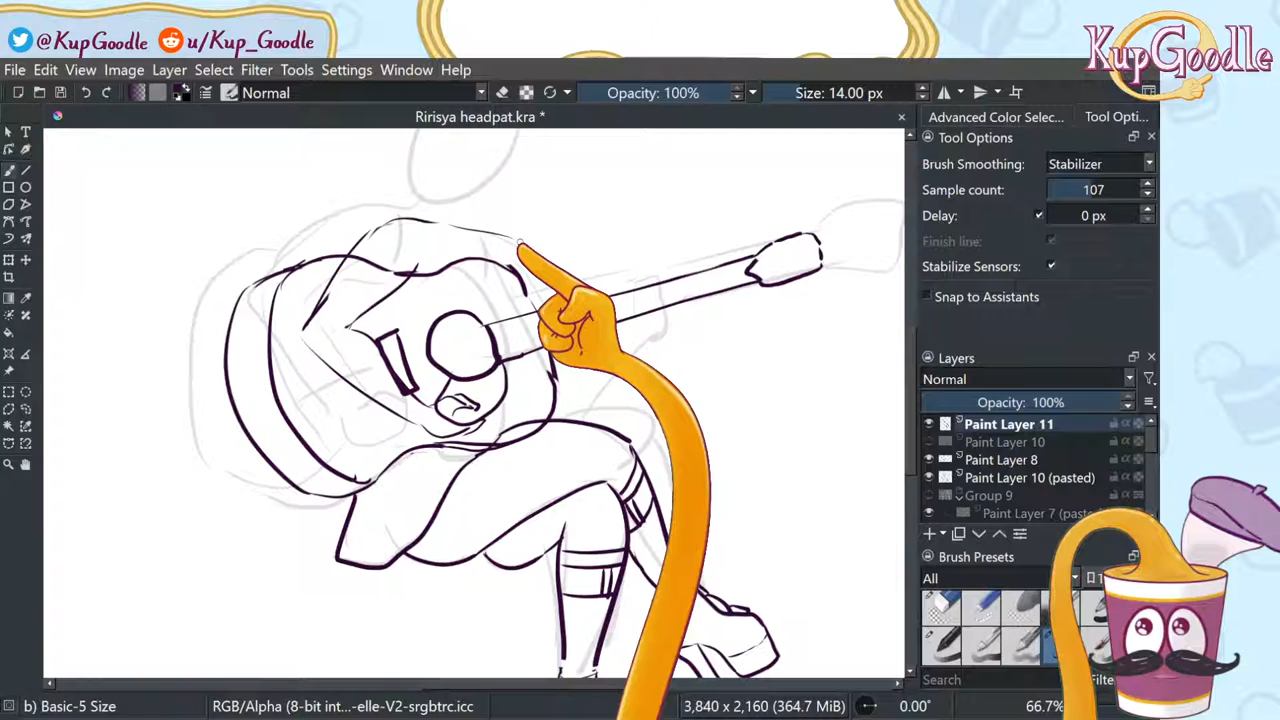 @KupGoodle u/Kup_Goodle
KupGoodle
File Edit View Image Layer Select Filter Tools Settings Window Help
Normal Opacity: 100% Size: 14.00 px
Ririsya headpat.kra *
Advanced Color Selec... Tool Opti...
Tool Options
Brush Smoothing: Stabilizer
Sample count: 107
Delay: 0 px
Finish line:
Stabilize Sensors:
Snap to Assistants
Layers
Normal
Opacity: 100%
Paint Layer 11
Paint Layer 10
Paint Layer 8
Paint Layer 10 (pasted)
Group 9
Paint Layer 7 (paste
Brush Presets
All
Search
b) Basic-5 Size RGB/Alpha (8-bit int...-elle-V2-srgbtrc.icc 3,840 x 2,160 (364.7 MiB) 0.00° 66.7%